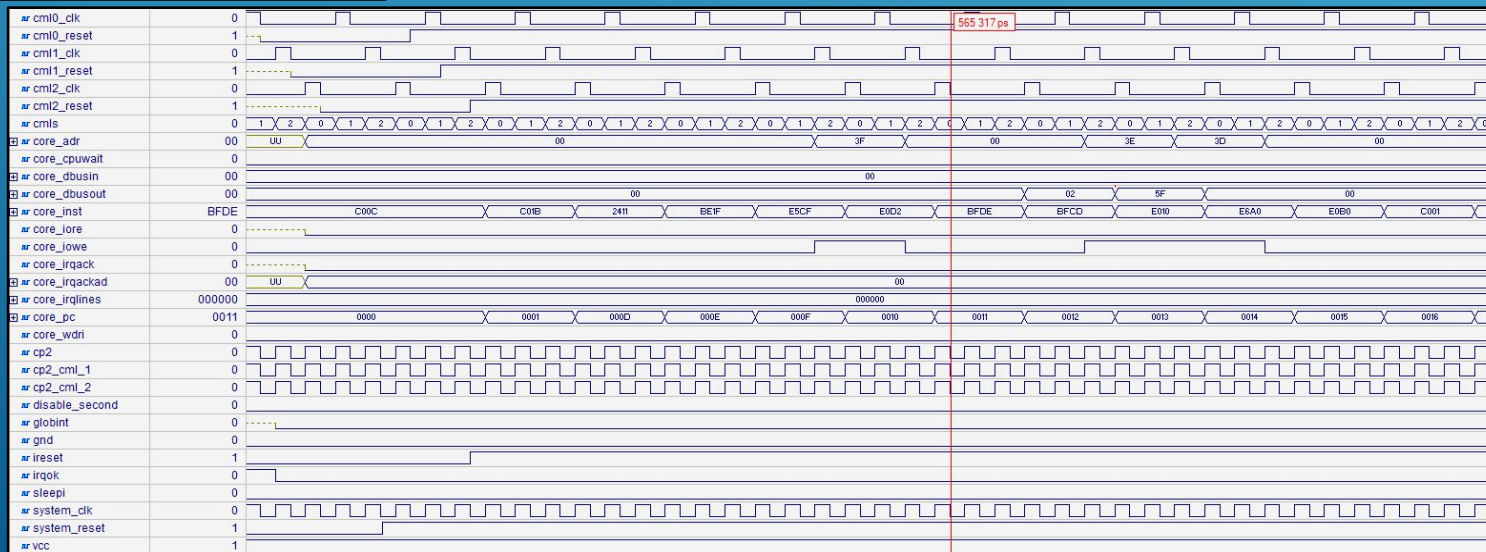 cml0_clk 0 565 317 ps
cml0_reset 1
cml1_clk 0
cml1_reset 1
cml2_clk 0
cml2_reset 1
cmls 0 1 2 0 1 2 0 1 2 0 1 2 0 1 2 0 1 2 0 1 2 0 1 2 0 1 2 0 1 2 0 1 2 0 1 2 0 1 2 0 1 2 0
core_adr 00 UU 00 3F 00 3E 3D 00
core_cpuwait 0
core_dbusin 00 00
core_dbusout 00 00 02 5F 00
core_inst BFDE C00C C01B 2411 BE1F E5CF E0D2 BFDE BFCD E010 E6A0 E0B0 C001
core_iore 0
core_iowe 0
core_irqack 0
core_irqackad 00 UU 00
core_irqlines 000000 000000
core_pc 0011 0000 0001 000D 000E 000F 0010 0011 0012 0013 0014 0015 0016
core_wdri 0
cp2 0
cp2_cml_1 0
cp2_cml_2 0
disable_second 0
globint 0
gnd 0
ireset 1
irqok 0
sleepi 0
system_clk 0
system_reset 1
vcc 1